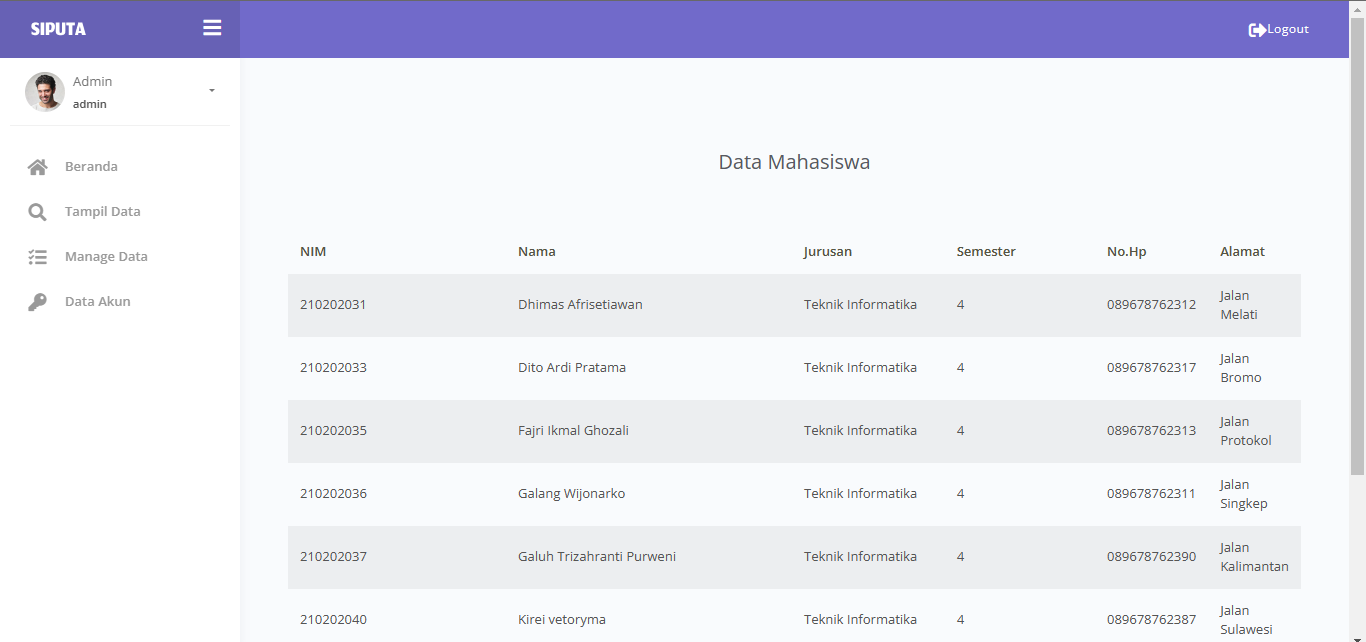 SIPUTA
Logout
Admin
admin
Beranda
Tampil Data
Manage Data
Data Akun
Data Mahasiswa
NIM Nama Jurusan Semester No.Hp Alamat
210202031 Dhimas Afrisetiawan Teknik Informatika 4 089678762312 Jalan
Melati
210202033 Dito Ardi Pratama Teknik Informatika 4 089678762317 Jalan
Bromo
210202035 Fajri Ikmal Ghozali Teknik Informatika 4 089678762313 Jalan
Protokol
210202036 Galang Wijonarko Teknik Informatika 4 089678762311 Jalan
Singkep
210202037 Galuh Trizahranti Purweni Teknik Informatika 4 089678762390 Jalan
Kalimantan
210202040 Kirei vetoryma Teknik Informatika 4 089678762387 Jalan
Sulawesi